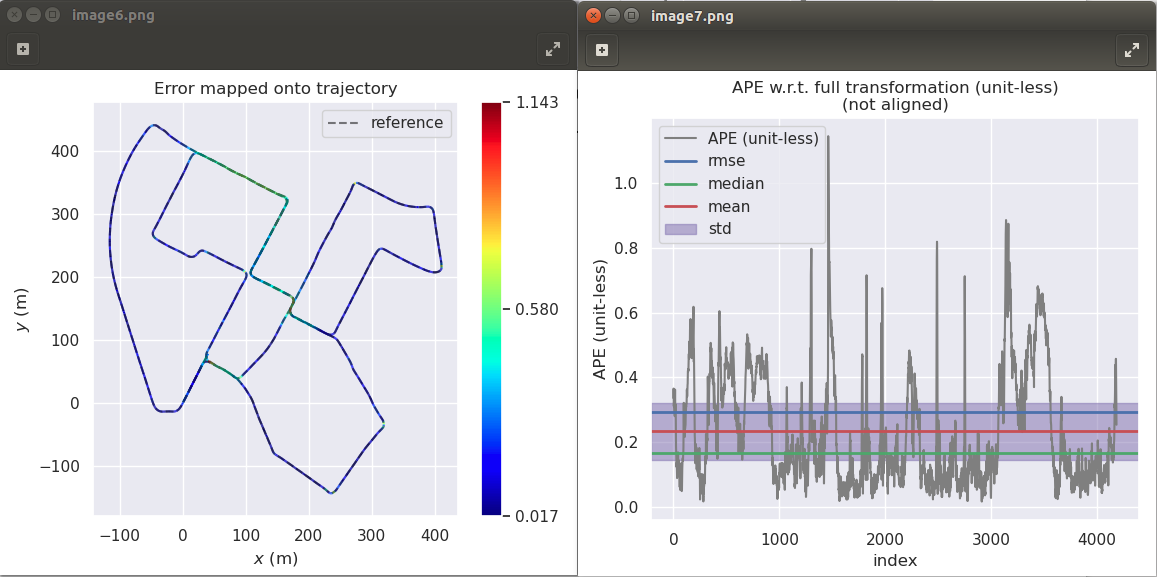 image6.png
Error mapped onto trajectory
reference
400
300
200
100
0
−100
y (m)
−100 0 100 200 300 400
x (m)
1.143
0.580
0.017
image7.png
APE w.r.t. full transformation (unit-less)
(not aligned)
APE (unit-less)
rmse
median
mean
std
1.0
0.8
0.6
0.4
0.2
0.0
APE (unit-less)
0 1000 2000 3000 4000
index